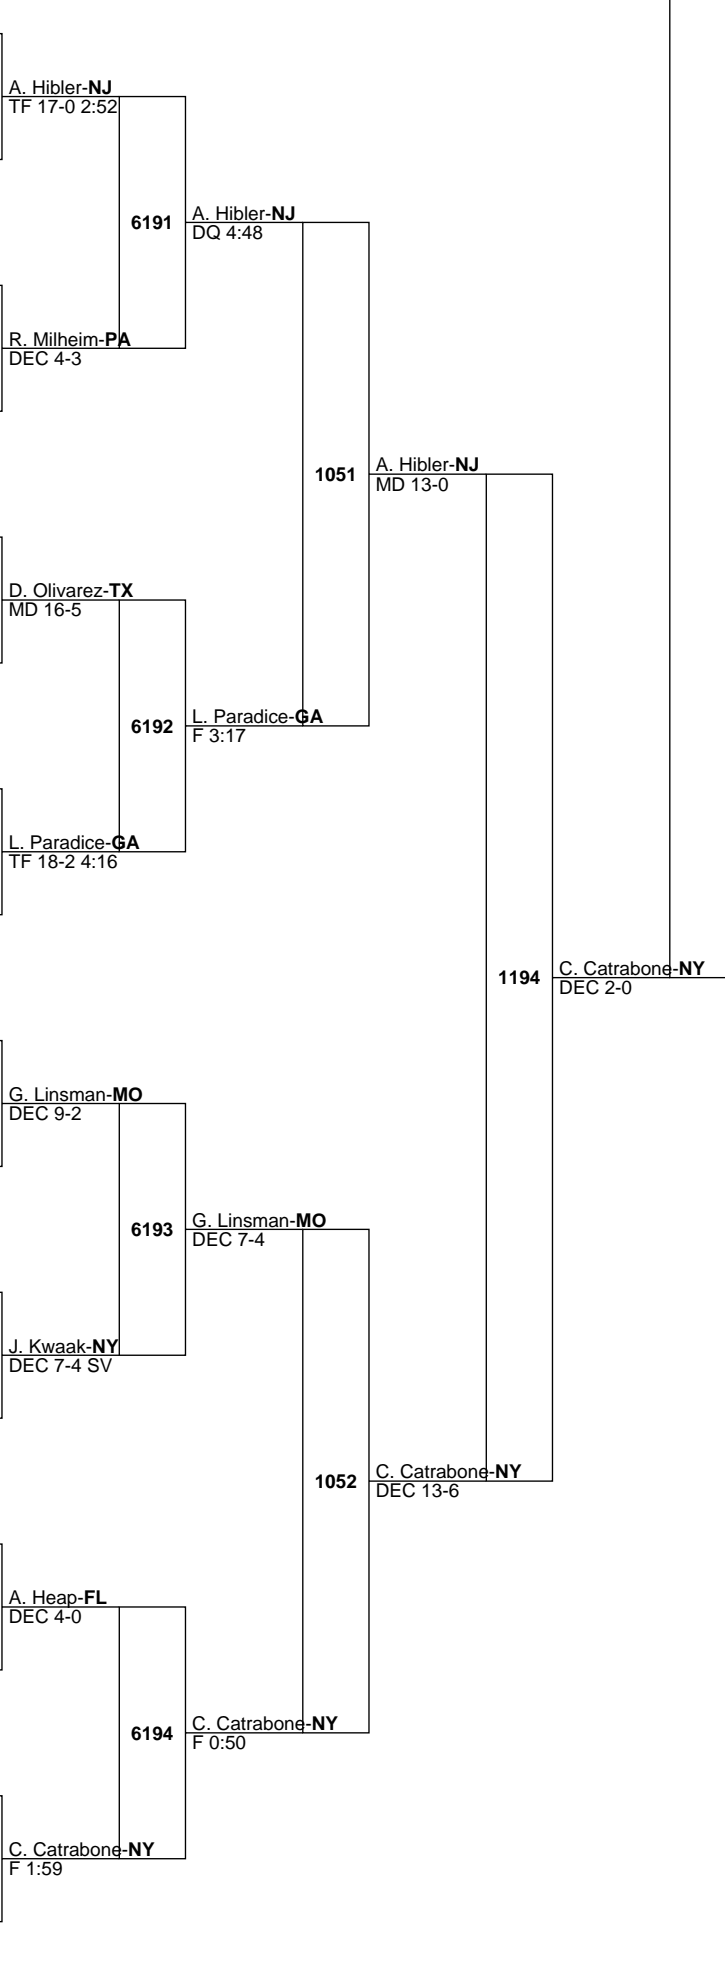 A. Hibler-NJ
TF 17-0 2:52
6191
A. Hibler-NJ
DQ 4:48
R. Milheim-PA
DEC 4-3
1051
A. Hibler-NJ
MD 13-0
D. Olivarez-TX
MD 16-5
6192
L. Paradice-GA
F 3:17
L. Paradice-GA
TF 18-2 4:16
1194
C. Catrabone-NY
DEC 2-0
G. Linsman-MO
DEC 9-2
6193
G. Linsman-MO
DEC 7-4
J. Kwaak-NY
DEC 7-4 SV
1052
C. Catrabone-NY
DEC 13-6
A. Heap-FL
DEC 4-0
6194
C. Catrabone-NY
F 0:50
C. Catrabone-NY
F 1:59